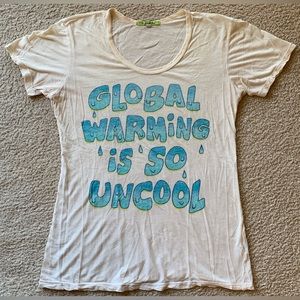 GLOBAL
WARMING
iS SO
UNCOOL